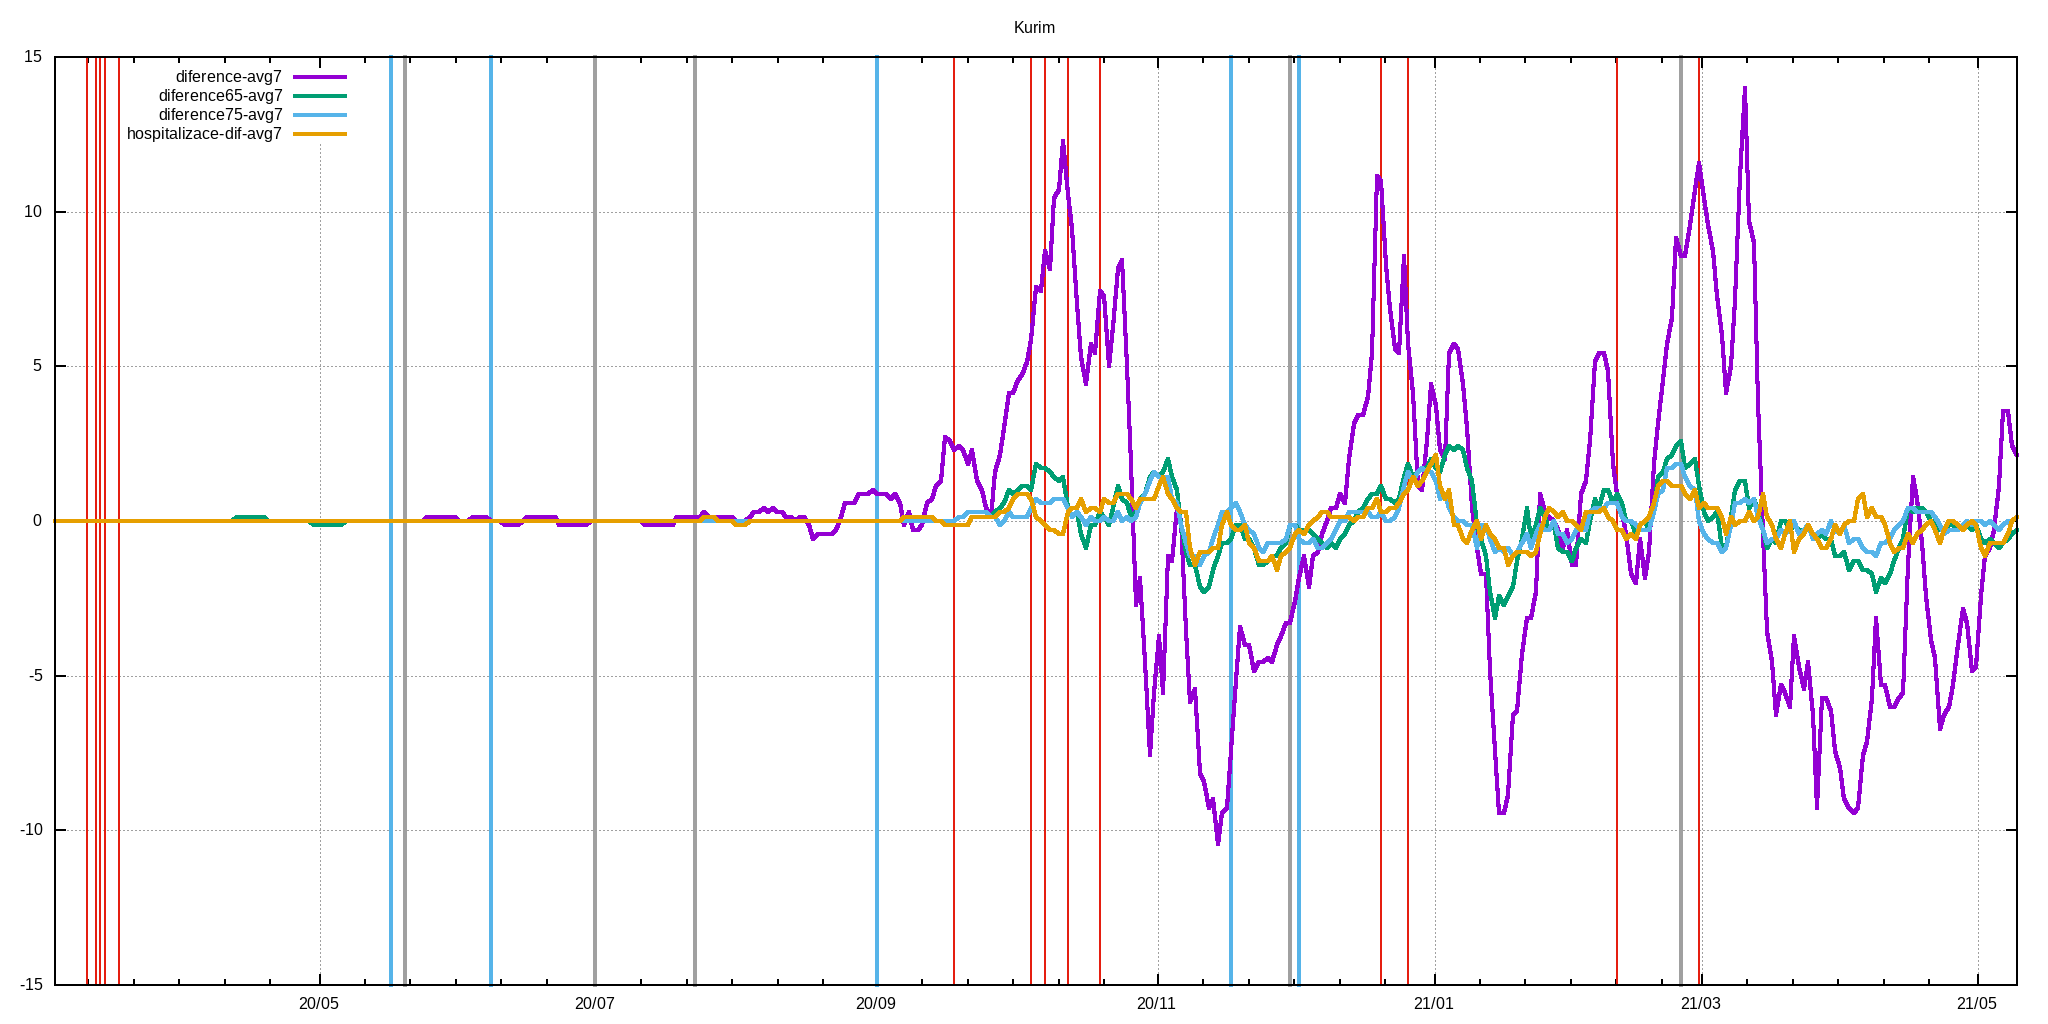 Kurim
15
diference-avg7
diference65-avg7
diference75-avg7
hospitalizace-dif-avg7
10
5
0
-5
-10
-15
20/05 20/07 20/09 20/11 21/01 21/03 21/05